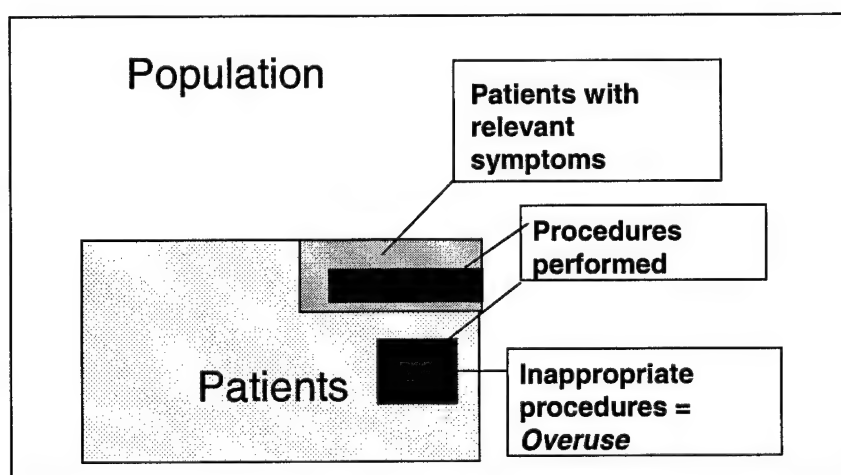 Population
Patients with
relevant
symptoms
Procedures
performed
Patients
Inappropriate
procedures =
Overuse